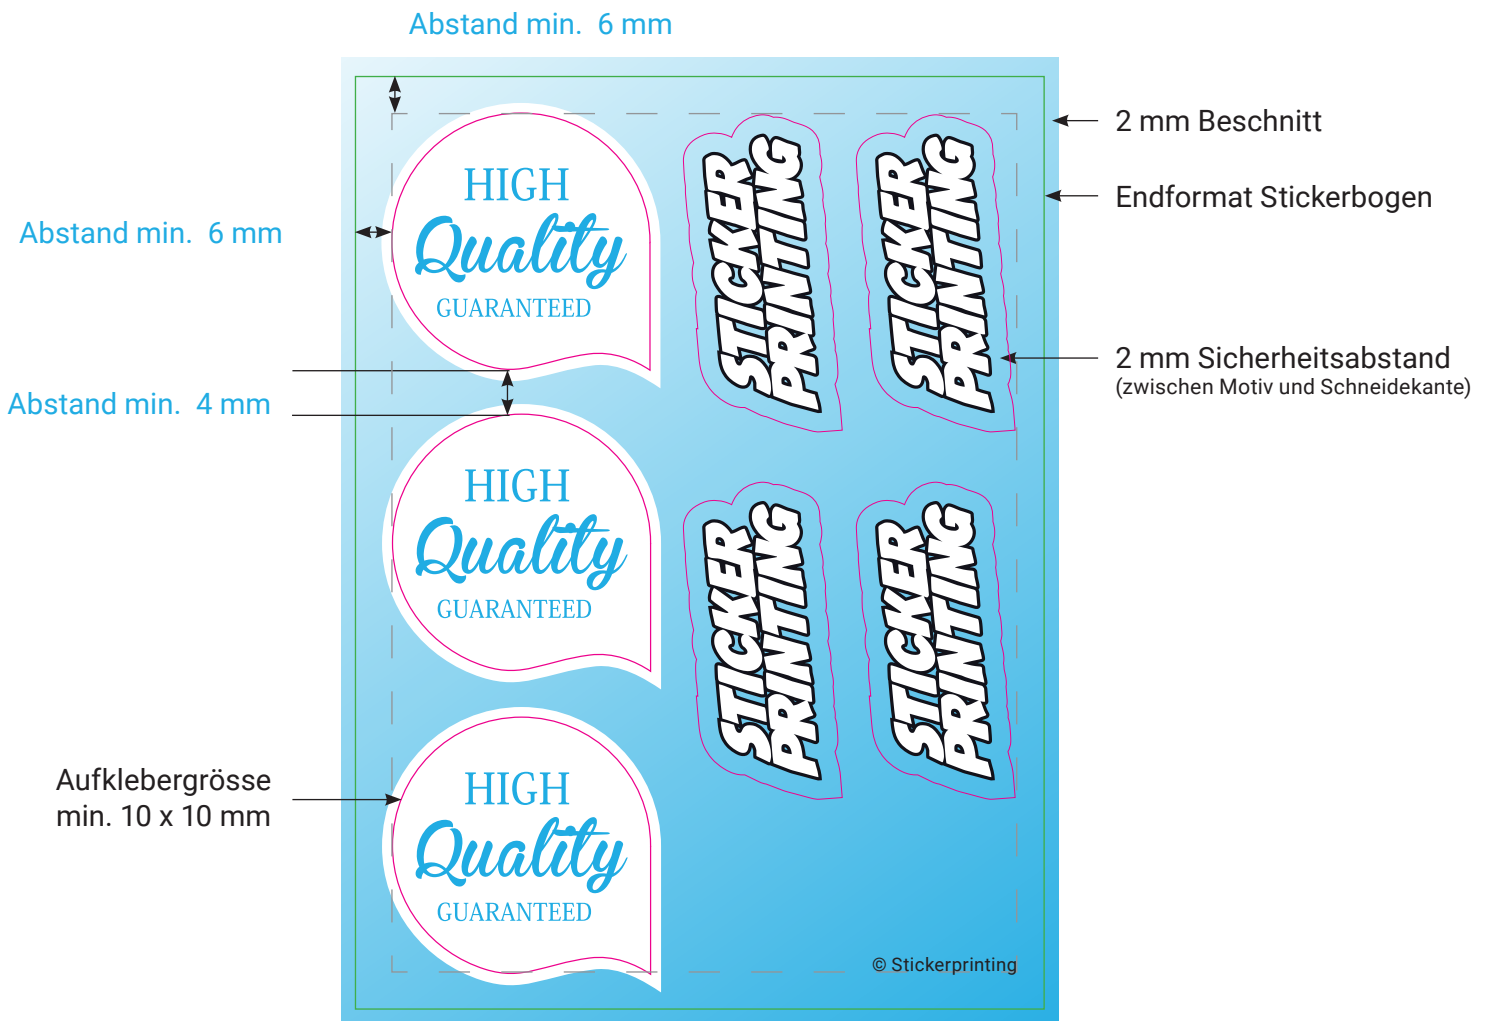 Abstand min. 6 mm
2 mm Beschnitt
Endformat Stickerbogen
Abstand min. 6 mm
2 mm Sicherheitsabstand
(zwischen Motiv und Schneidekante)
Abstand min. 4 mm
Aufklebergrösse
min. 10 x 10 mm
HIGH
Quality
GUARANTEED
HIGH
Quality
GUARANTEED
HIGH
Quality
GUARANTEED
STICKER
PRINTING
STICKER
PRINTING
STICKER
PRINTING
STICKER
PRINTING
© Stickerprinting